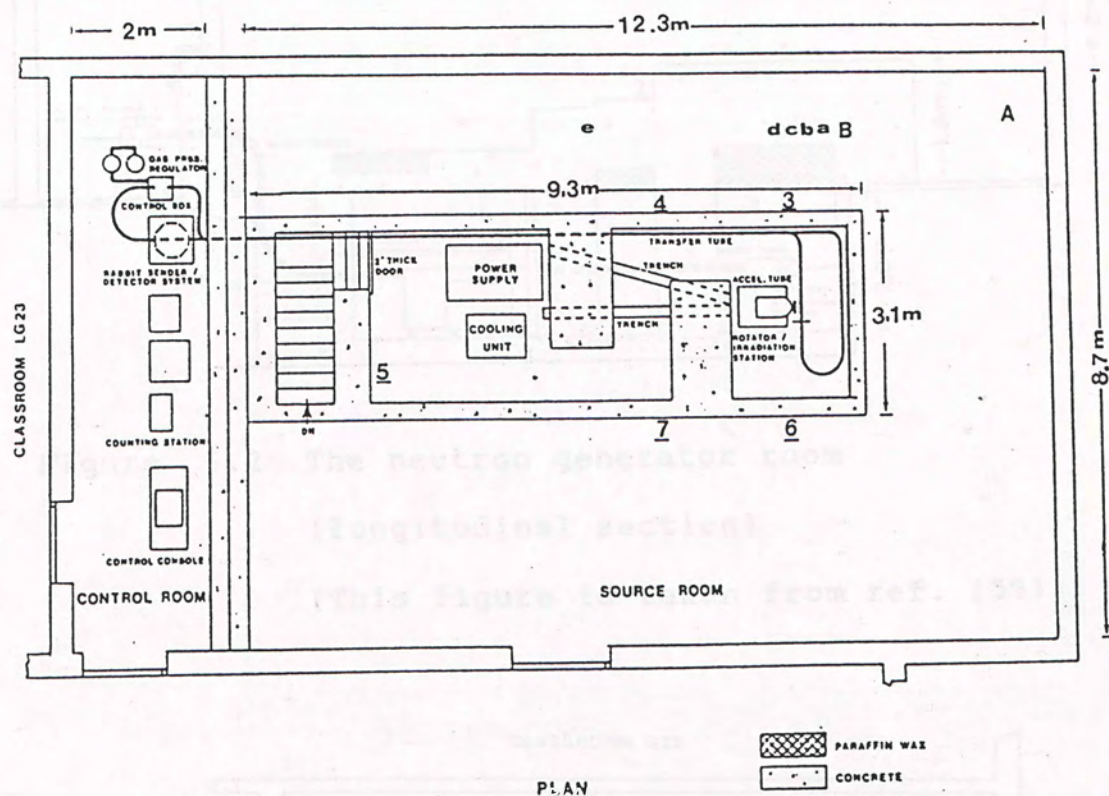 2m
12.3m
A
e
dcba B
GAS PRES.
REGULATOR
9.3m
4
3
CONTROL BOX
TRANSFER TUBE
2" THICK
DOOR
POWER
SUPPLY
TRENCH
ACCEL. TUBE
RABBIT SENDER /
DETECTOR SYSTEM
3.1m
COOLING
UNIT
TRENCH
ROTATOR /
IRRADIATION
STATION
8.7m
CLASSROOM LG23
5
DN
7
6
COUNTING STATION
The neutron generator room
(longitudinal section)
(This figure is taken from ref. (59)
CONTROL CONSOLE
CONTROL ROOM
SOURCE ROOM
PARAFFIN WAX
CONCRETE
PLAN